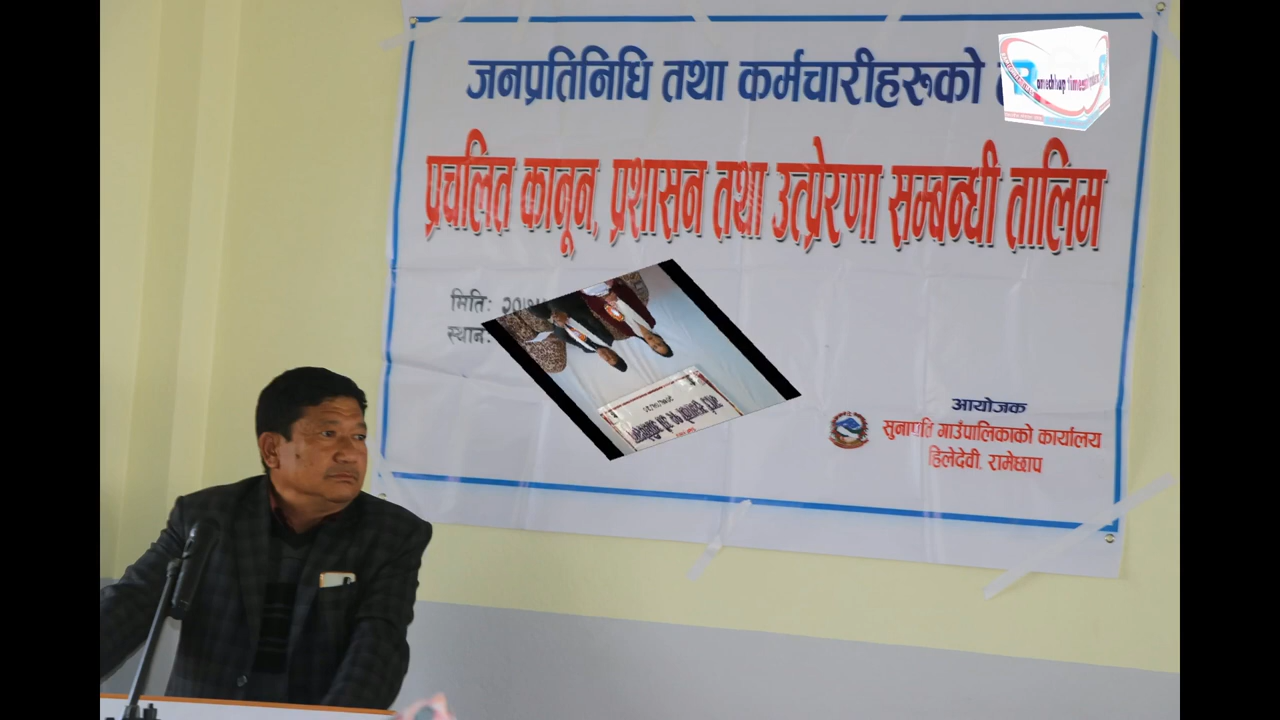 जनप्रतिनिधि तथा कर्मचारीहरुको
प्रचलित कानून, प्रशासन तथा उत्प्रेरणा सम्बन्धी तालिम
मितिः
स्थानः
आयोजक
सुनापति गाउँपालिकाको कार्यालय
हिलेदेवी, रामेछाप